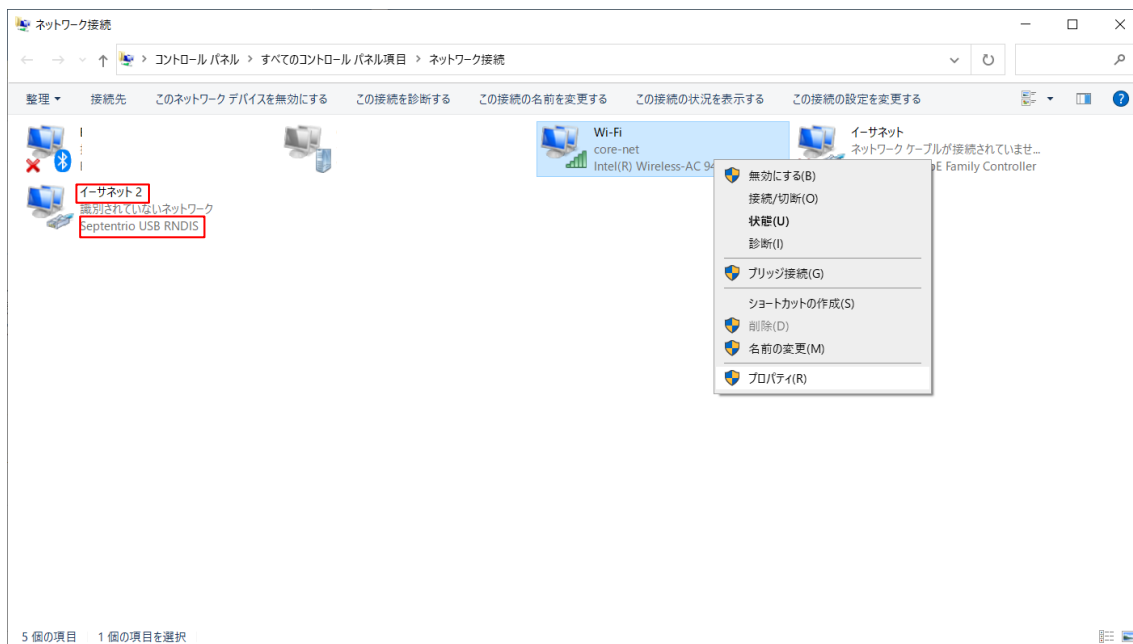 ネットワーク接続
コントロール パネル > すべてのコントロール パネル項目 > ネットワーク接続
整理 接続先 このネットワーク デバイスを無効にする この接続を診断する この接続の名前を変更する この接続の状況を表示する この接続の設定を変更する
Wi-Fi
core-net
Intel(R) Wireless-AC 94
イーサネット
ネットワーク ケーブルが接続されていませ...
E Family Controller
イーサネット 2
識別されていないネットワーク
Septentrio USB RNDIS
無効にする(B)
接続/切断(O)
状態(U)
診断(I)
ブリッジ接続(G)
ショートカットの作成(S)
削除(D)
名前の変更(M)
プロパティ(R)
5 個の項目 1 個の項目を選択